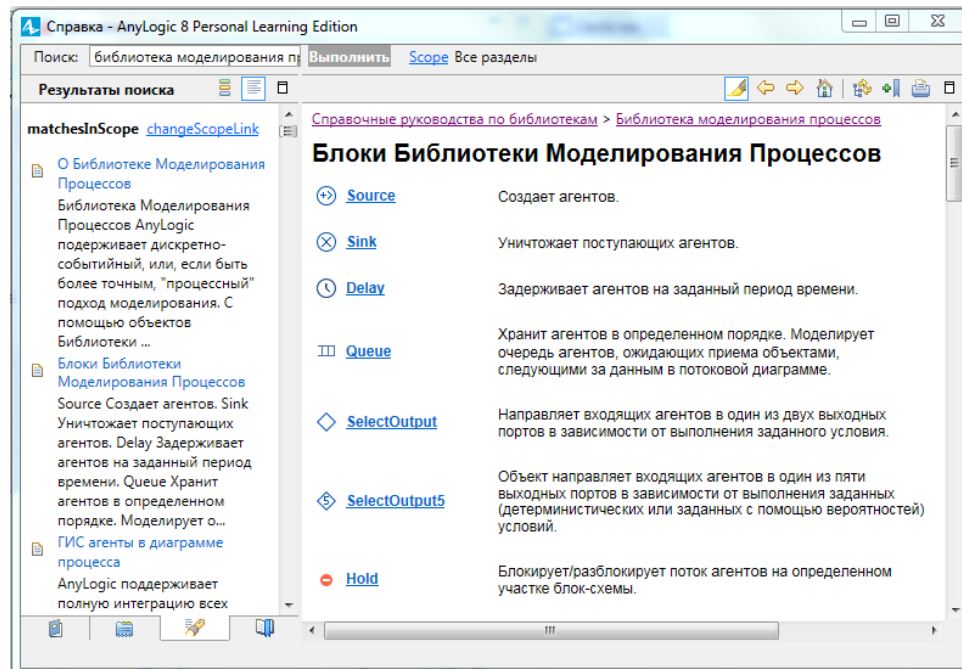 Справка - AnyLogic 8 Personal Learning Edition
Поиск: библиотека моделирования пр Выполнить Scope Все разделы
Результаты поиска
matchesInScope changeScopeLink
О Библиотеке Моделирования
Процессов
Библиотека Моделирования
Процессов AnyLogic
подерживает дискретно-
событийный, или, если быть
более точным, "процессный"
подход моделирования. С
помощью объектов
Библиотеки ...
Блоки Библиотеки
Моделирования Процессов
Source Создает агентов. Sink
Уничтожает поступающих
агентов. Delay Задерживает
агентов на заданный период
времени. Queue Хранит
агентов в определенном
порядке. Моделирует о...
ГИС агенты в диаграмме
процесса
AnyLogic поддерживает
полную интеграцию всех
Справочные руководства по библиотекам > Библиотека моделирования процессов
Блоки Библиотеки Моделирования Процессов
Source Создает агентов.
Sink Уничтожает поступающих агентов.
Delay Задерживает агентов на заданный период времени.
Queue Хранит агентов в определенном порядке. Моделирует
очередь агентов, ожидающих приема объектами,
следующими за данным в потоковой диаграмме.
SelectOutput Направляет входящих агентов в один из двух выходных
портов в зависимости от выполнения заданного условия.
SelectOutput5 Объект направляет входящих агентов в один из пяти
выходных портов в зависимости от выполнения заданных
(детерминистических или заданных с помощью вероятностей)
условий.
Hold Блокирует/разблокирует поток агентов на определенном
участке блок-схемы.